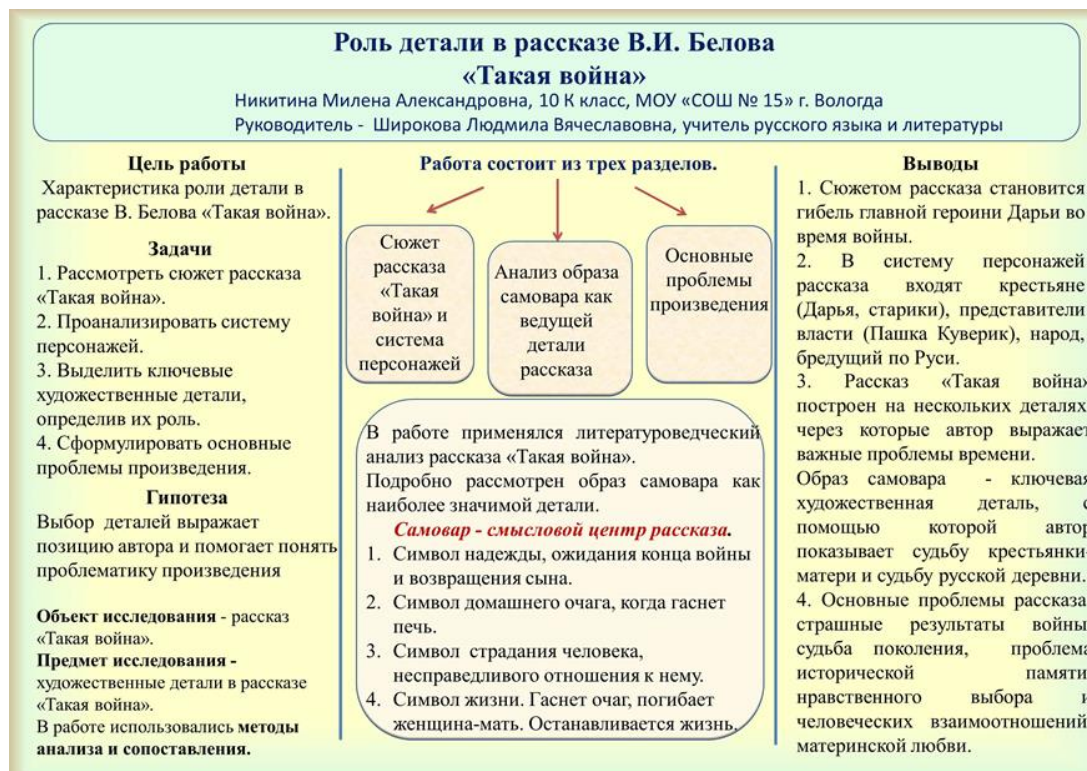 Роль детали в рассказе В.И. Белова
«Такая война»
Никитина Милена Александровна, 10 К класс, МОУ «СОШ № 15» г. Вологда
Руководитель - Широкова Людмила Вячеславовна, учитель русского языка и литературы
Цель работы
Характеристика роли детали в
рассказе В. Белова «Такая война».
Задачи
1. Рассмотреть сюжет рассказа
«Такая война».
2. Проанализировать систему
персонажей.
3. Выделить ключевые
художественные детали,
определив их роль.
4. Сформулировать основные
проблемы произведения.
Гипотеза
Выбор деталей выражает
позицию автора и помогает понять
проблематику произведения
Объект исследования - рассказ
«Такая война».
Предмет исследования -
художественные детали в рассказе
«Такая война».
В работе использовались методы
анализа и сопоставления.
Работа состоит из трех разделов.
Сюжет
рассказа
«Такая
война» и
система
персонажей
Анализ образа
самовара как
ведущей
детали
рассказа
Основные
проблемы
произведения
В работе применялся литературоведческий
анализ рассказа «Такая война».
Подробно рассмотрен образ самовара как
наиболее значимой детали.
Самовар - смысловой центр рассказа.
1. Символ надежды, ожидания конца войны
и возвращения сына.
2. Символ домашнего очага, когда гаснет
печь.
3. Символ страдания человека,
несправедливого отношения к нему.
4. Символ жизни. Гаснет очаг, погибает
женщина-мать. Останавливается жизнь.
Выводы
1. Сюжетом рассказа становится
гибель главной героини Дарьи во
время войны.
2. В систему персонажей
рассказа входят крестьяне
(Дарья, старики), представители
власти (Пашка Куверик), народ,
бредущий по Руси.
3. Рассказ «Такая война»
построен на нескольких деталях,
через которые автор выражает
важные проблемы времени.
Образ самовара - ключевая
художественная деталь, с
помощью которой автор
показывает судьбу крестьянки-
матери и судьбу русской деревни.
4. Основные проблемы рассказа
страшные результаты войны
судьба поколения, проблема
исторической памяти
нравственного выбора и
человеческих взаимоотношений
материнской любви.